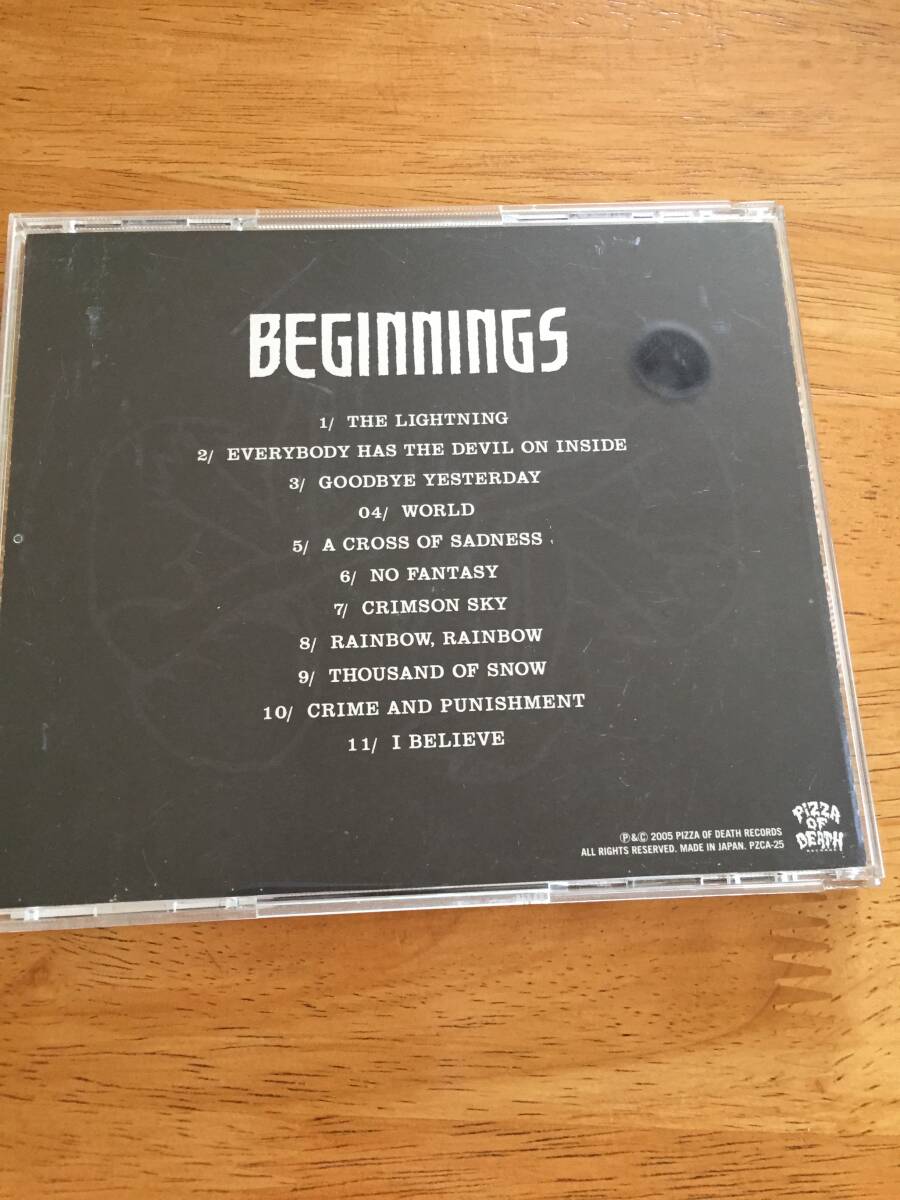 BEGINNINGS
1/ THE LIGHTNING
2/ EVERYBODY HAS THE DEVIL ON INSIDE
3/ GOODBYE YESTERDAY
04/ WORLD
5/ A CROSS OF SADNESS
6/ NO FANTASY
7/ CRIMSON SKY
8/ RAINBOW, RAINBOW
9/ THOUSAND OF SNOW
10/ CRIME AND PUNISHMENT
11/ I BELIEVE
℗&© 2005 PIZZA OF DEATH RECORDS
ALL RIGHTS RESERVED. MADE IN JAPAN. PZCA-25
PIZZA
OF
DEATH
RECORDS